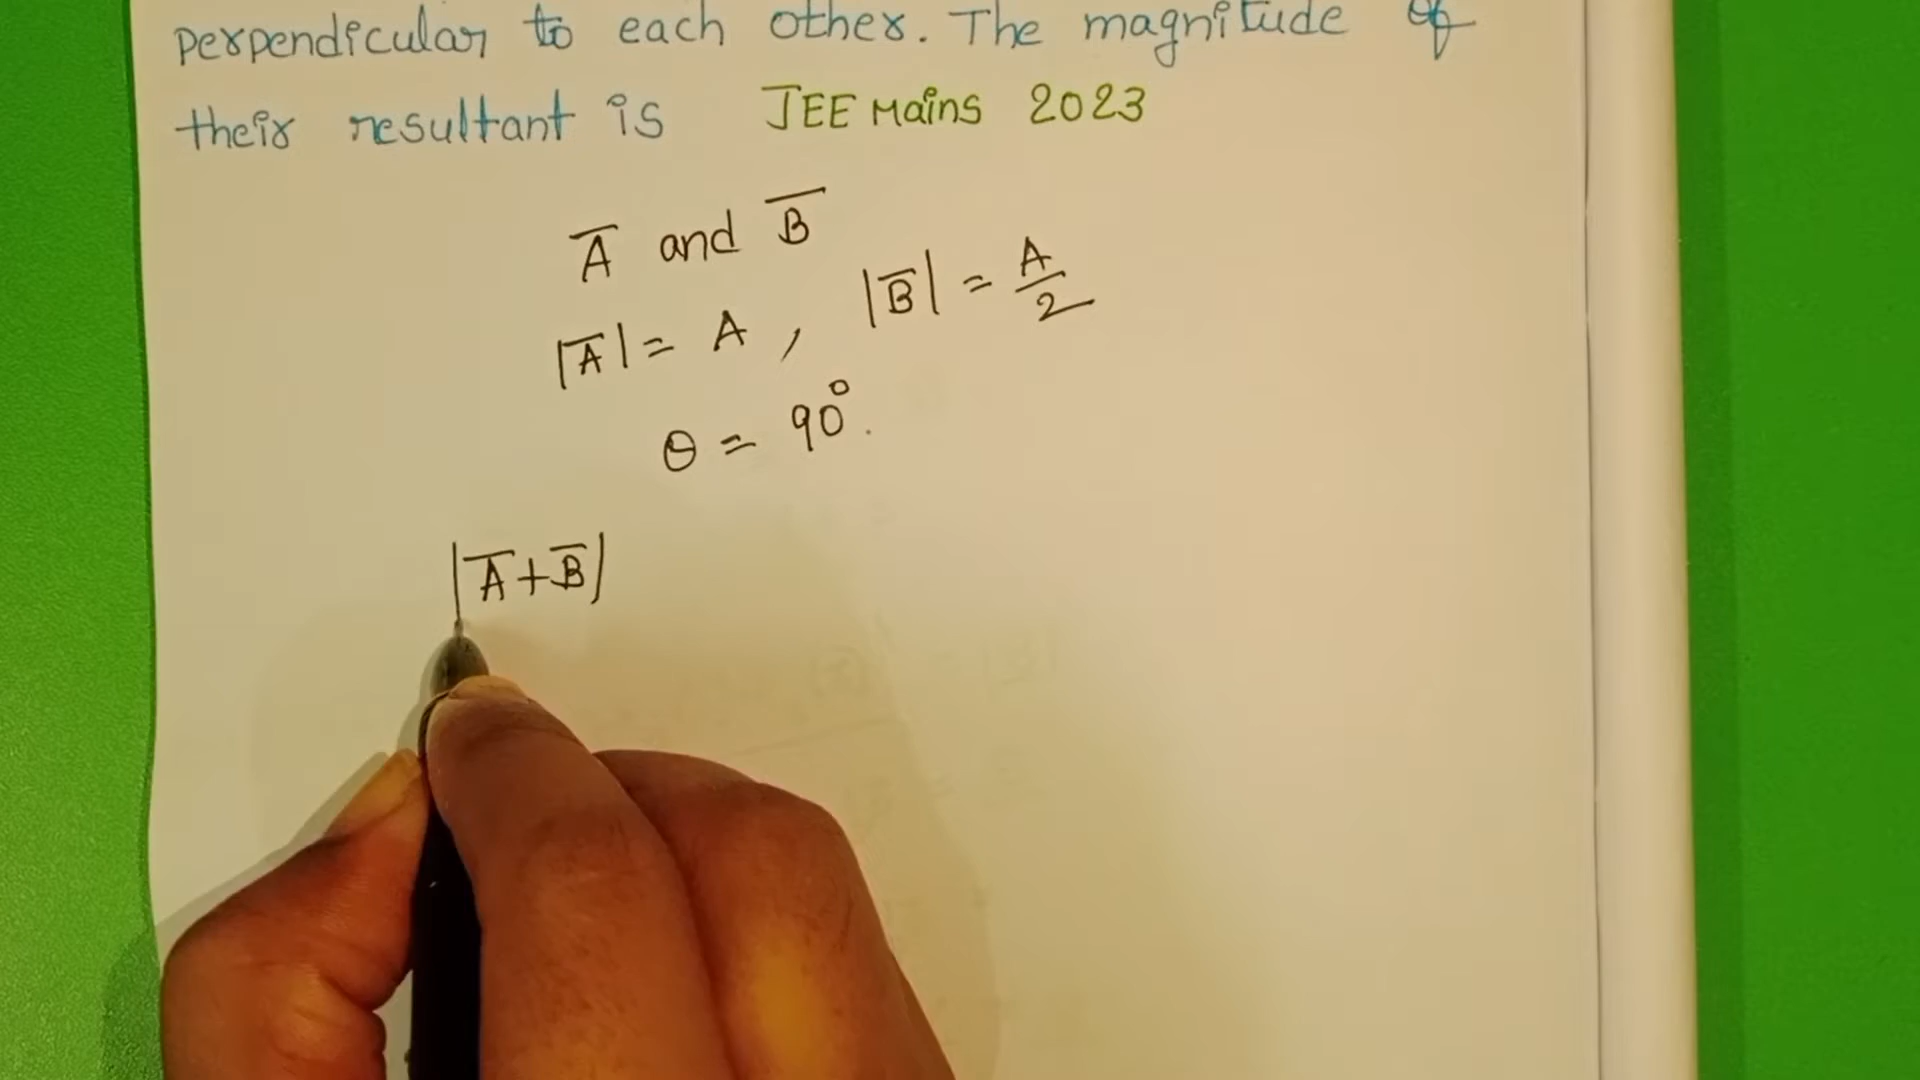 perpendicular to each other. The magnitude of
their resultant is JEE Mains 2023
A̅ and B̅
|A̅| = A , |B̅| = A/2
θ = 90°.
|A̅+B̅|